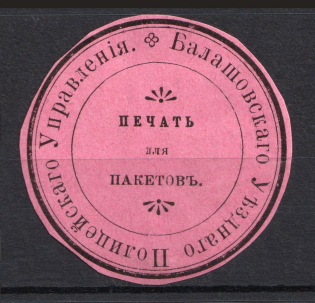 Балашовскаго Уѣзднаго Полицейскаго Управленія.
ПЕЧАТЬ
для
ПАКЕТОВЪ.